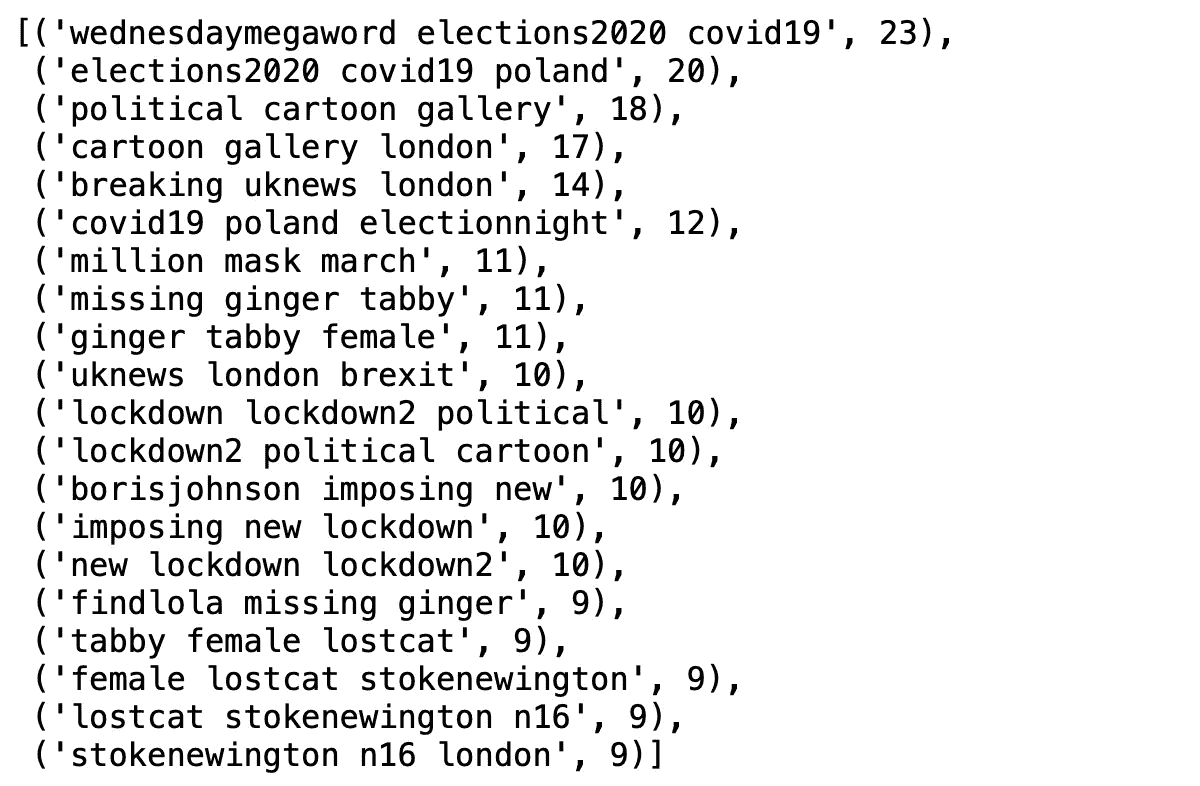 [('wednesdaymegaword elections2020 covid19', 23),
('elections2020 covid19 poland', 20),
('political cartoon gallery', 18),
('cartoon gallery london', 17),
('breaking uknews london', 14),
('covid19 poland electionnight', 12),
('million mask march', 11),
('missing ginger tabby', 11),
('ginger tabby female', 11),
('uknews london brexit', 10),
('lockdown lockdown2 political', 10),
('lockdown2 political cartoon', 10),
('borisjohnson imposing new', 10),
('imposing new lockdown', 10),
('new lockdown lockdown2', 10),
('findlola missing ginger', 9),
('tabby female lostcat', 9),
('female lostcat stokenewington', 9),
('lostcat stokenewington n16', 9),
('stokenewington n16 london', 9)]